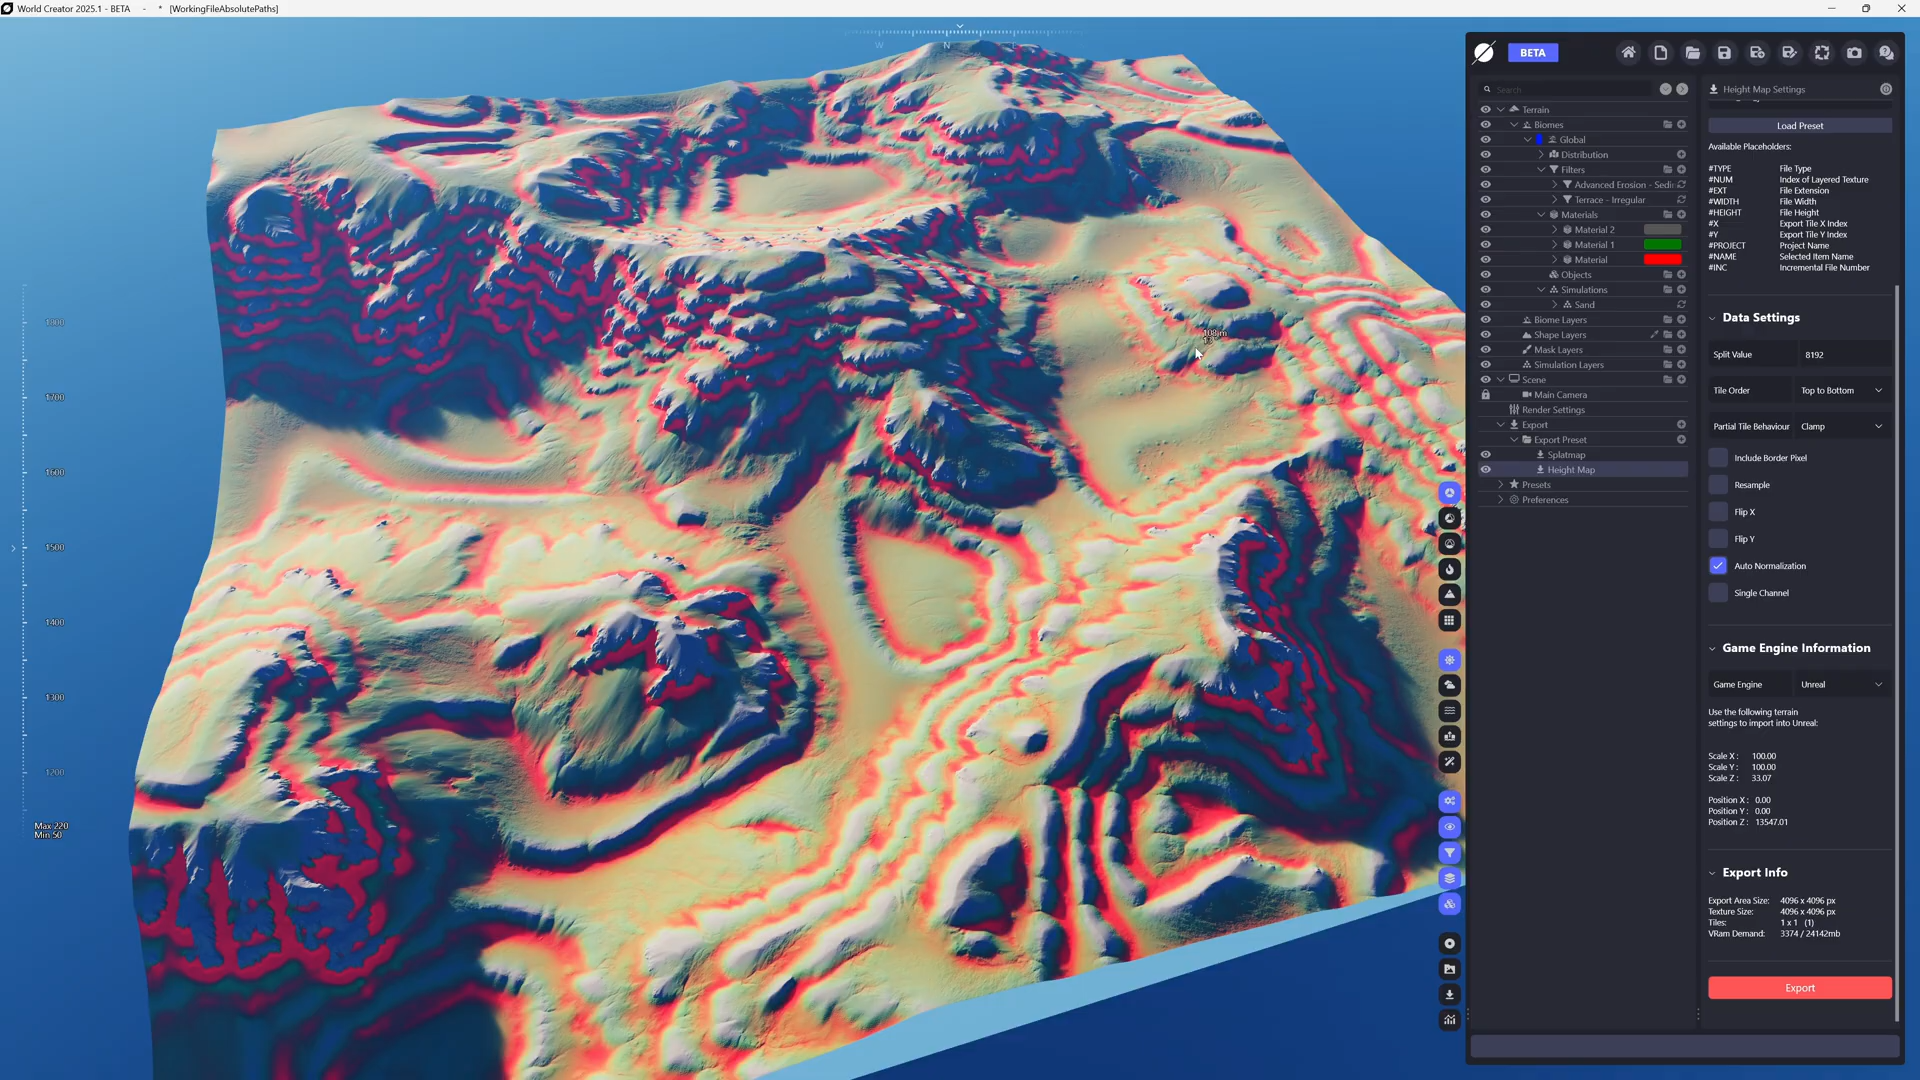 World Creator 2025.1 - BETA - * [WorkingFileAbsolutePaths]
W N
BETA
Search
Height Map Settings
Terrain
Biomes
Global
Distribution
Filters
Advanced Erosion - Sedi
Terrace - Irregular
Materials
Material 2
Material 1
Material
Objects
Simulations
Sand
Biome Layers
Shape Layers
Mask Layers
Simulation Layers
Scene
Main Camera
Render Settings
Export
Export Preset
Splatmap
Height Map
Presets
Preferences
Load Preset
Available Placeholders:
#TYPE File Type
#NUM Index of Layered Texture
#EXT File Extension
#WIDTH File Width
#HEIGHT File Height
#X Export Tile X Index
#Y Export Tile Y Index
#PROJECT Project Name
#NAME Selected Item Name
#INC Incremental File Number
Data Settings
Split Value 8192
Tile Order Top to Bottom
Partial Tile Behaviour Clamp
Include Border Pixel
Resample
Flip X
Flip Y
Auto Normalization
Single Channel
Game Engine Information
Game Engine Unreal
Use the following terrain
settings to import into Unreal:
Scale X : 100.00
Scale Y : 100.00
Scale Z : 33.07
Position X : 0.00
Position Y : 0.00
Position Z : 13547.01
Export Info
Export Area Size: 4096 x 4096 px
Texture Size: 4096 x 4096 px
Tiles: 1 x 1 (1)
VRam Demand: 3374 / 24142mb
Export
1700
1600
1500
1400
1300
1200
Max 220
Min 50
108 m